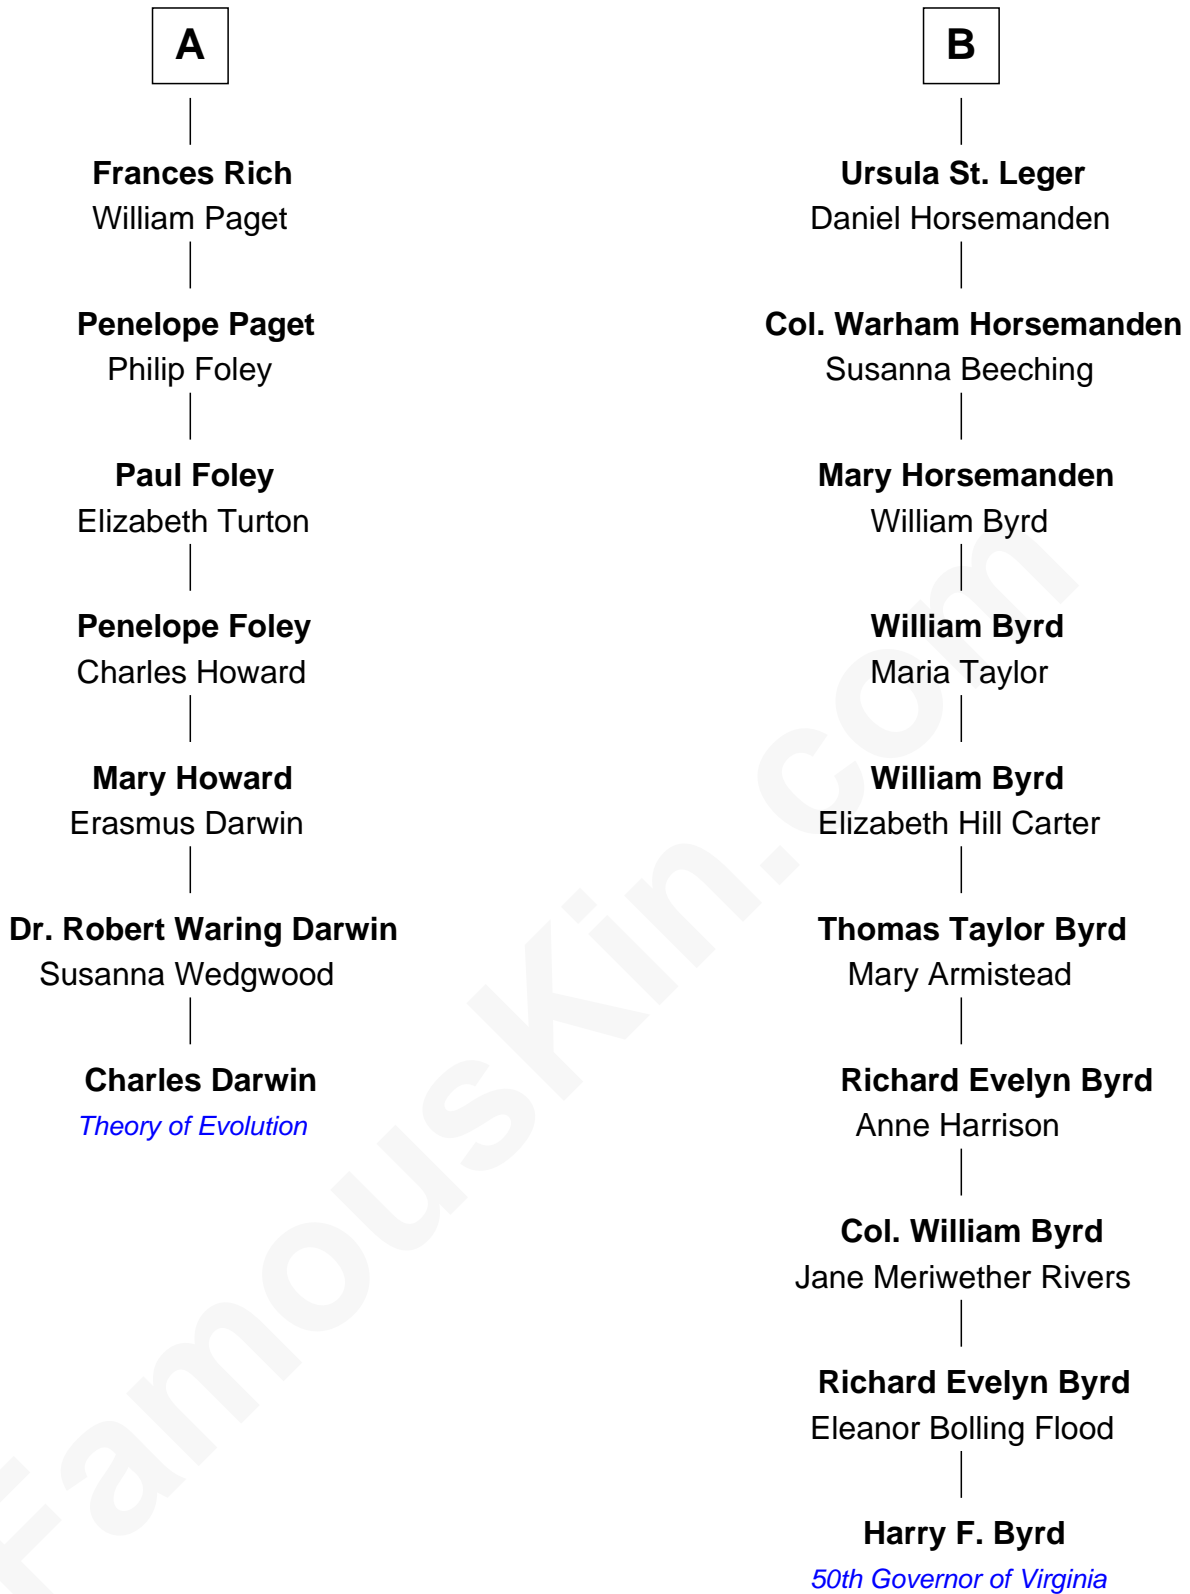 A
Frances Rich
William Paget
Penelope Paget
Philip Foley
Paul Foley
Elizabeth Turton
Penelope Foley
Charles Howard
Mary Howard
Erasmus Darwin
Dr. Robert Waring Darwin
Susanna Wedgwood
Charles Darwin
Theory of Evolution
B
Ursula St. Leger
Daniel Horsemanden
Col. Warham Horsemanden
Susanna Beeching
Mary Horsemanden
William Byrd
William Byrd
Maria Taylor
William Byrd
Elizabeth Hill Carter
Thomas Taylor Byrd
Mary Armistead
Richard Evelyn Byrd
Anne Harrison
Col. William Byrd
Jane Meriwether Rivers
Richard Evelyn Byrd
Eleanor Bolling Flood
Harry F. Byrd
50th Governor of Virginia
FamousKin.com